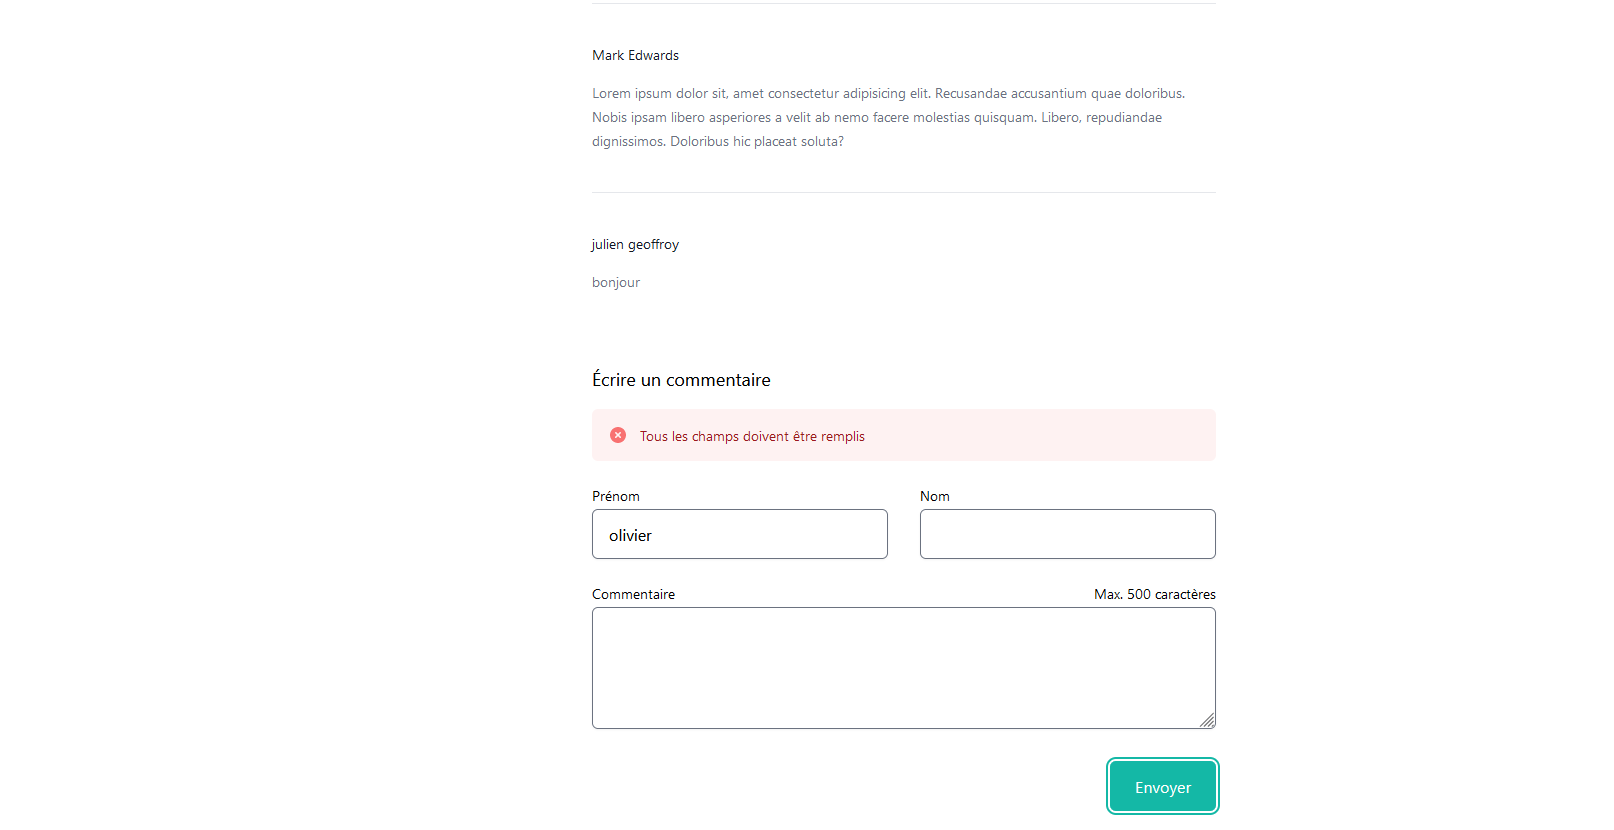 Mark Edwards
Lorem ipsum dolor sit, amet consectetur adipisicing elit. Recusandae accusantium quae doloribus.
Nobis ipsam libero asperiores a velit ab nemo facere molestias quisquam. Libero, repudiandae
dignissimos. Doloribus hic placeat soluta?
julien geoffroy
bonjour
Écrire un commentaire
Tous les champs doivent être remplis
Prénom
Nom
olivier
Commentaire
Max. 500 caractères
Envoyer